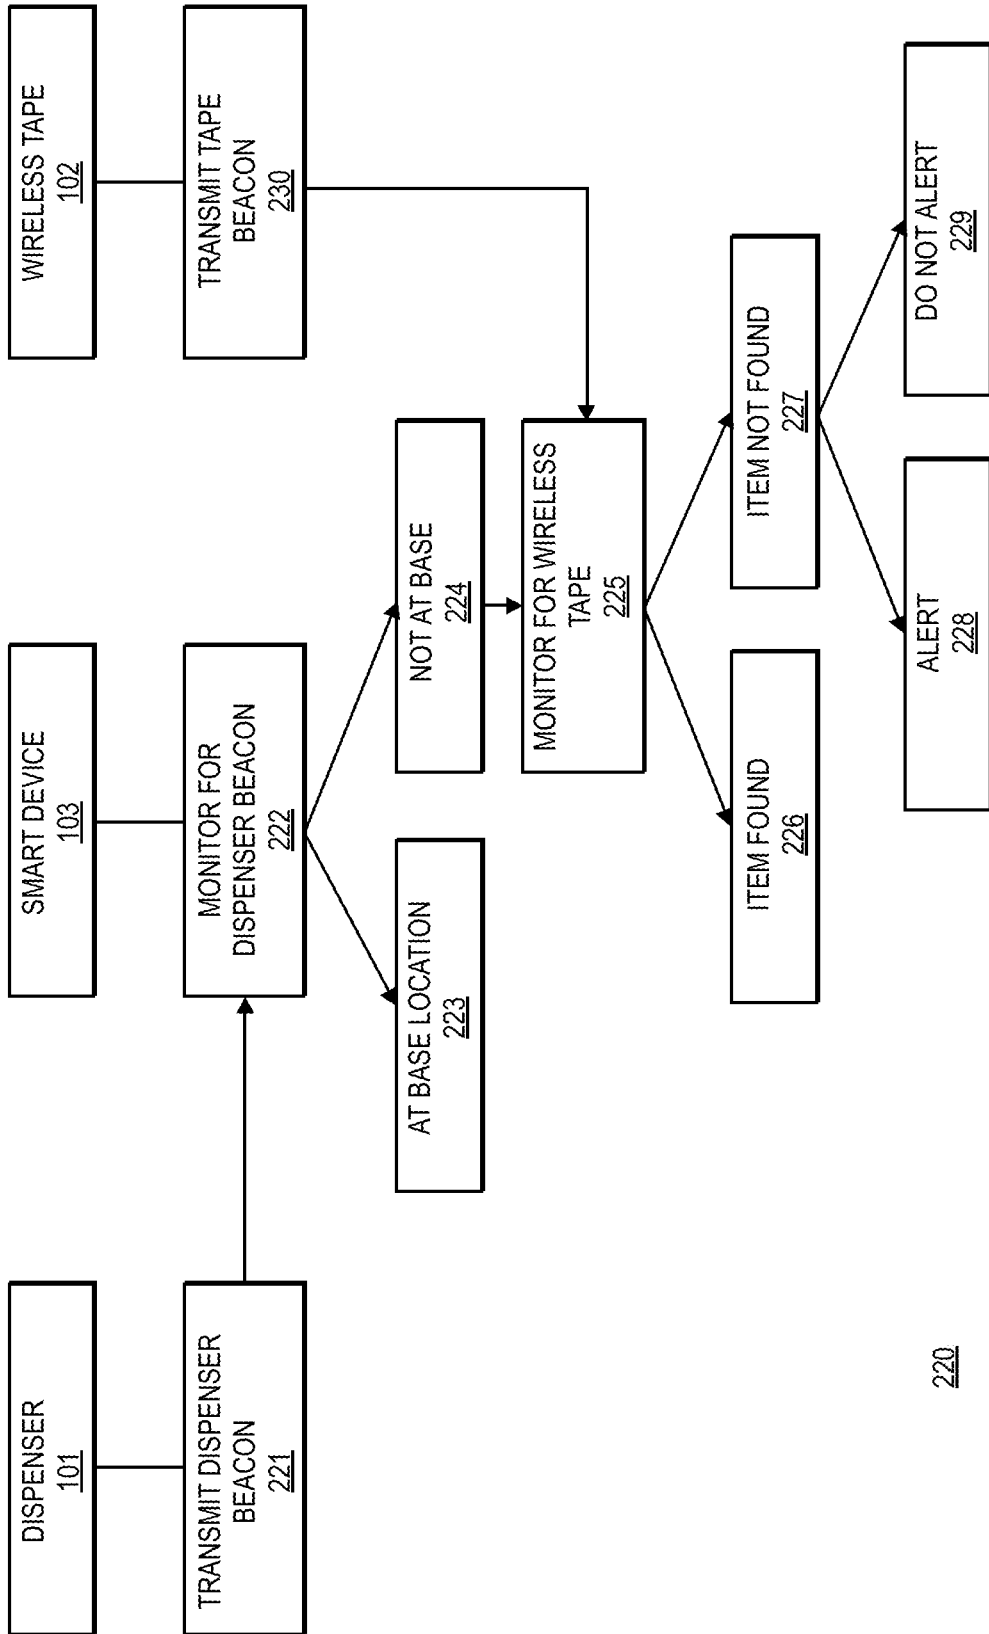 DISPENSER
101
SMART DEVICE
103
WIRELESS TAPE
102
TRANSMIT DISPENSER
BEACON
221
MONITOR FOR
DISPENSER BEACON
222
TRANSMIT TAPE
BEACON
230
AT BASE LOCATION
223
NOT AT BASE
224
MONITOR FOR WIRELESS
TAPE
225
ITEM FOUND
226
ITEM NOT FOUND
227
ALERT
228
DO NOT ALERT
229
220